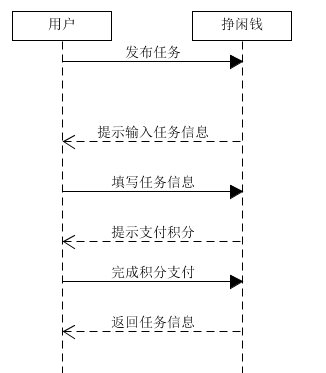 用户
挣闲钱
发布任务
提示输入任务信息
填写任务信息
提示支付积分
完成积分支付
返回任务信息